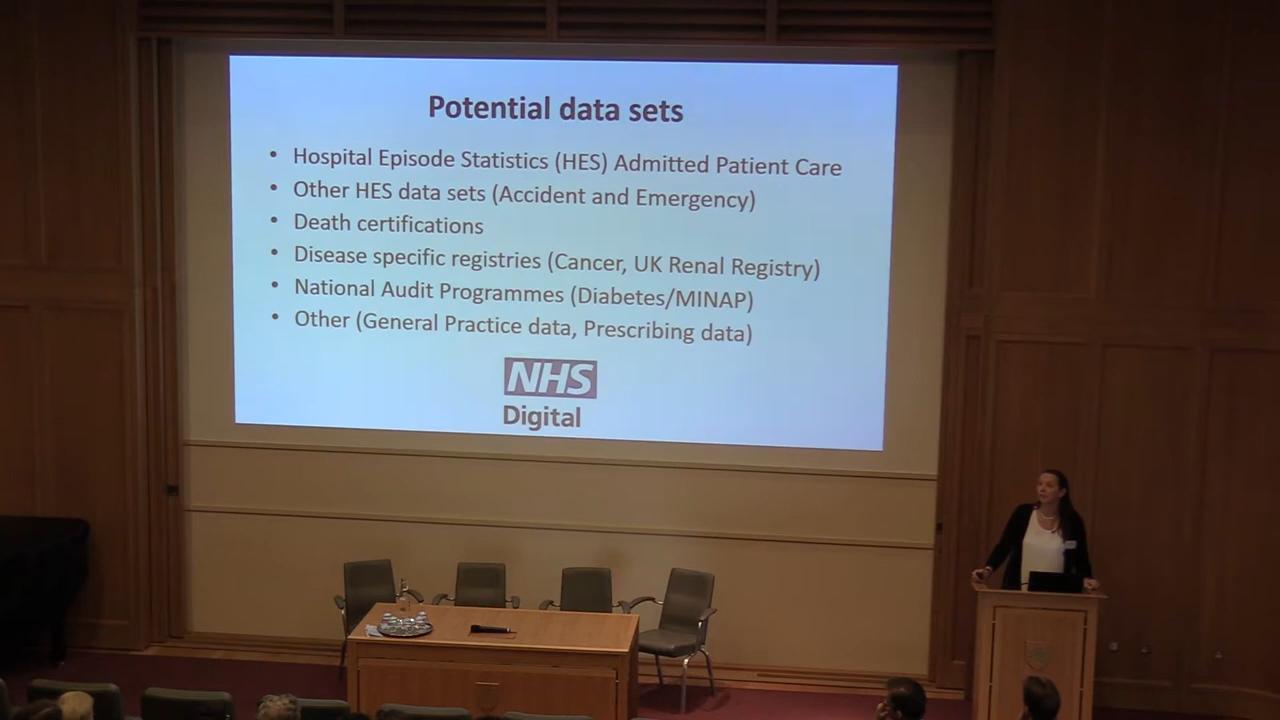 Potential data sets
• Hospital Episode Statistics (HES) Admitted Patient Care
• Other HES data sets (Accident and Emergency)
• Death certifications
• Disease specific registries (Cancer, UK Renal Registry)
• National Audit Programmes (Diabetes/MINAP)
• Other (General Practice data, Prescribing data)
NHS
Digital